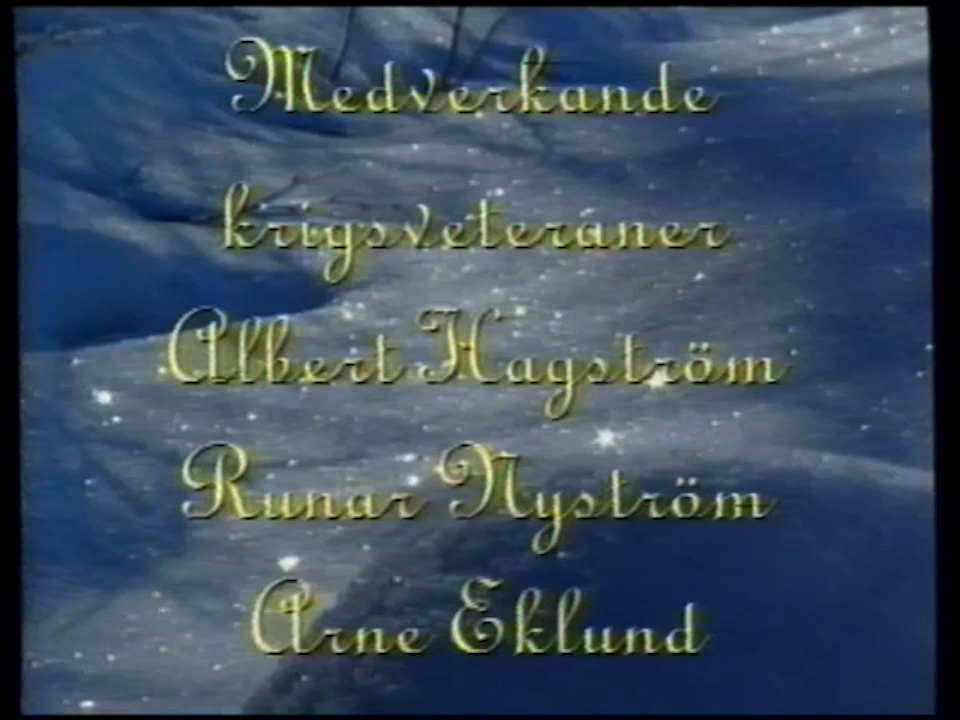 Medverkande
krigsveteraner
Albert Hagström
Runar Nyström
Arne Eklund